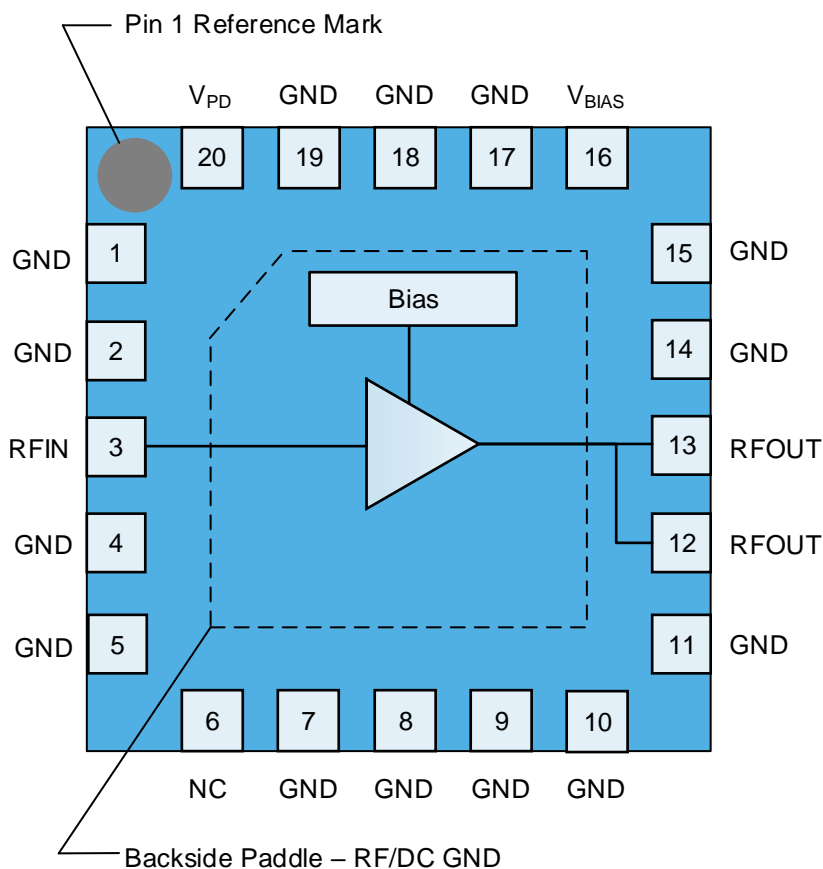 Pin 1 Reference Mark
VPD GND GND GND VBIAS
20 19 18 17 16
GND 1 15 GND
Bias
GND 2 14 GND
RFIN 3 13 RFOUT
GND 4 12 RFOUT
GND 5 11 GND
6 7 8 9 10
NC GND GND GND GND
Backside Paddle – RF/DC GND